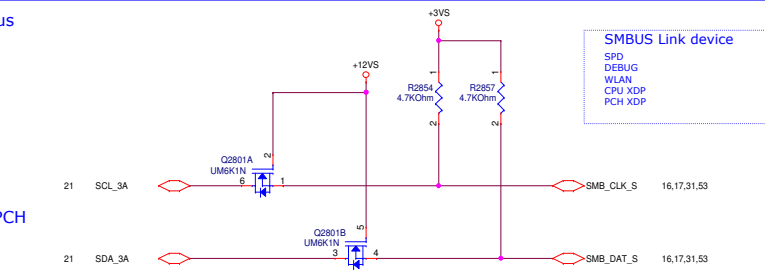 us
+3VS
SMBUS Link device
SPD
DEBUG
WLAN
CPU XDP
PCH XDP
+12VS
1
1
R2854
4.7KOhm
R2857
4.7KOhm
2
2
2
Q2801A
UM6K1N
21 SCL_3A
6
1
SMB_CLK_S 16,17,31,53
PCH
5
Q2801B
UM6K1N
21 SDA_3A
3
4
SMB_DAT_S 16,17,31,53